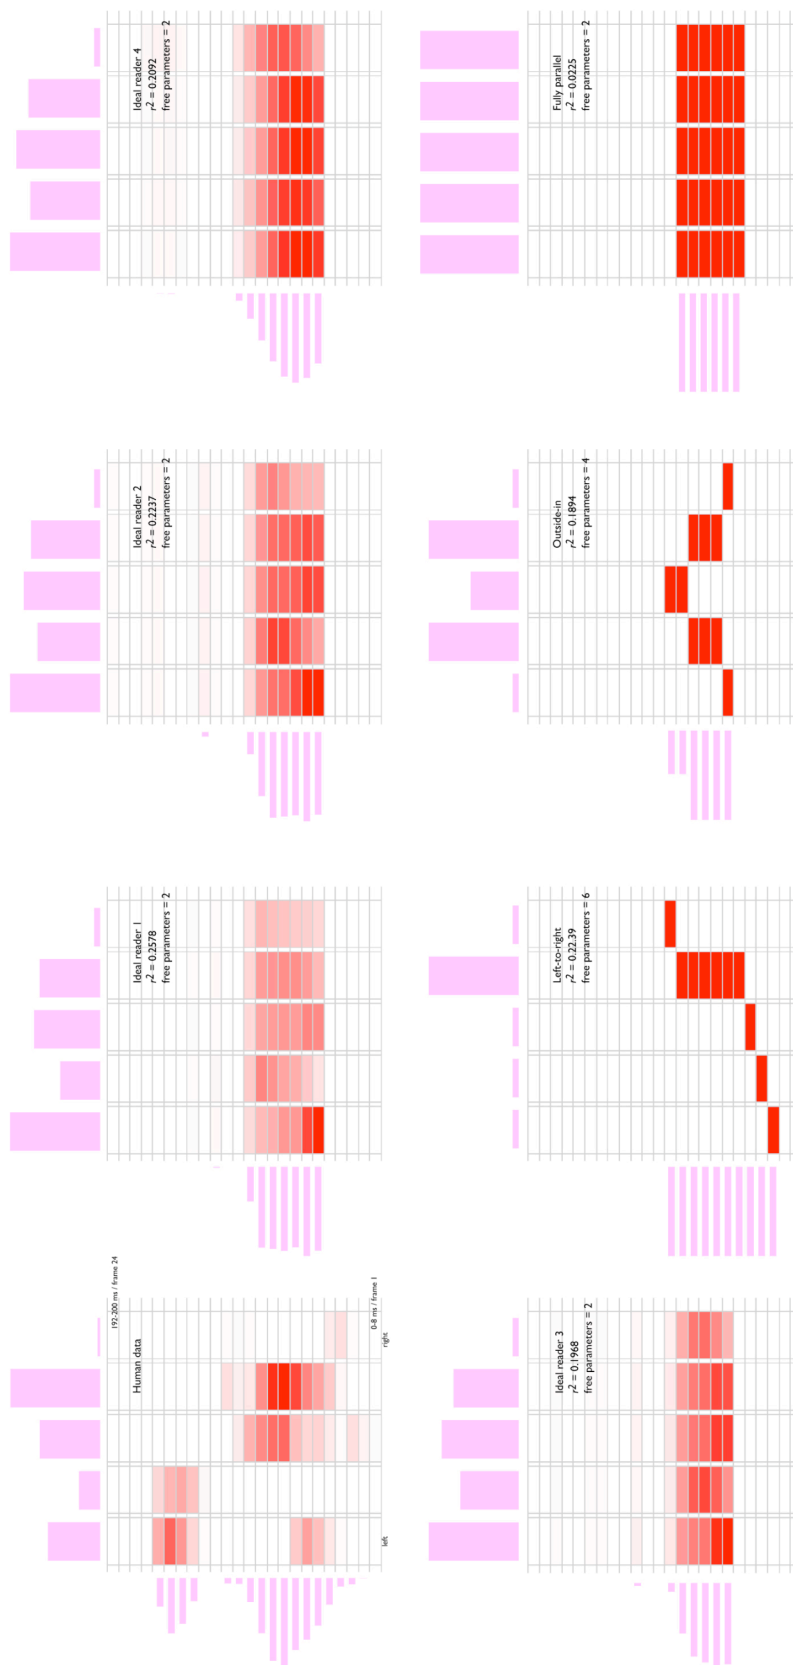 Human data
192-200 ms / frame 24
0-8 ms / frame 1
left
right
Ideal reader 1
r² = 0.2578
free parameters = 2
Ideal reader 2
r² = 0.2237
free parameters = 2
Ideal reader 4
r² = 0.2092
free parameters = 2
Ideal reader 3
r² = 0.1968
free parameters = 2
Left-to-right
r² = 0.22.39
free parameters = 6
Outside-in
r² = 0.1894
free parameters = 4
Fully parallel
r² = 0.0225
free parameters = 2